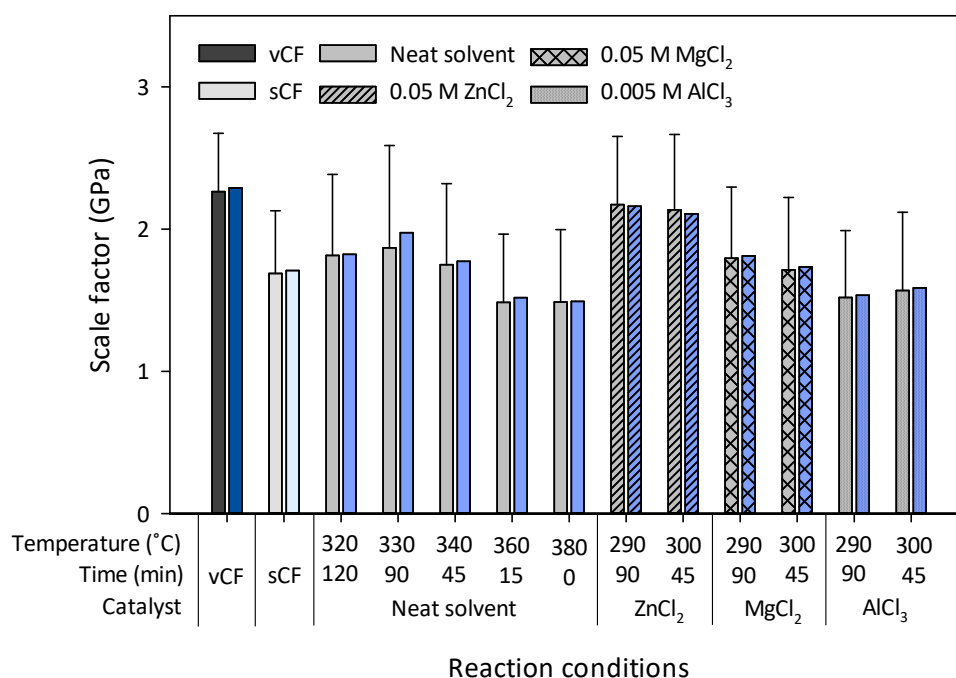 vCF Neat solvent 0.05 M MgCl₂
sCF 0.05 M ZnCl₂ 0.005 M AlCl₃
Scale factor (GPa)
3
2
1
0
Temperature (˚C) 320 330 340 360 380 290 300 290 300 290 300
Time (min) vCF sCF 120 90 45 15 0 90 45 90 45 90 45
Catalyst Neat solvent ZnCl₂ MgCl₂ AlCl₃
Reaction conditions